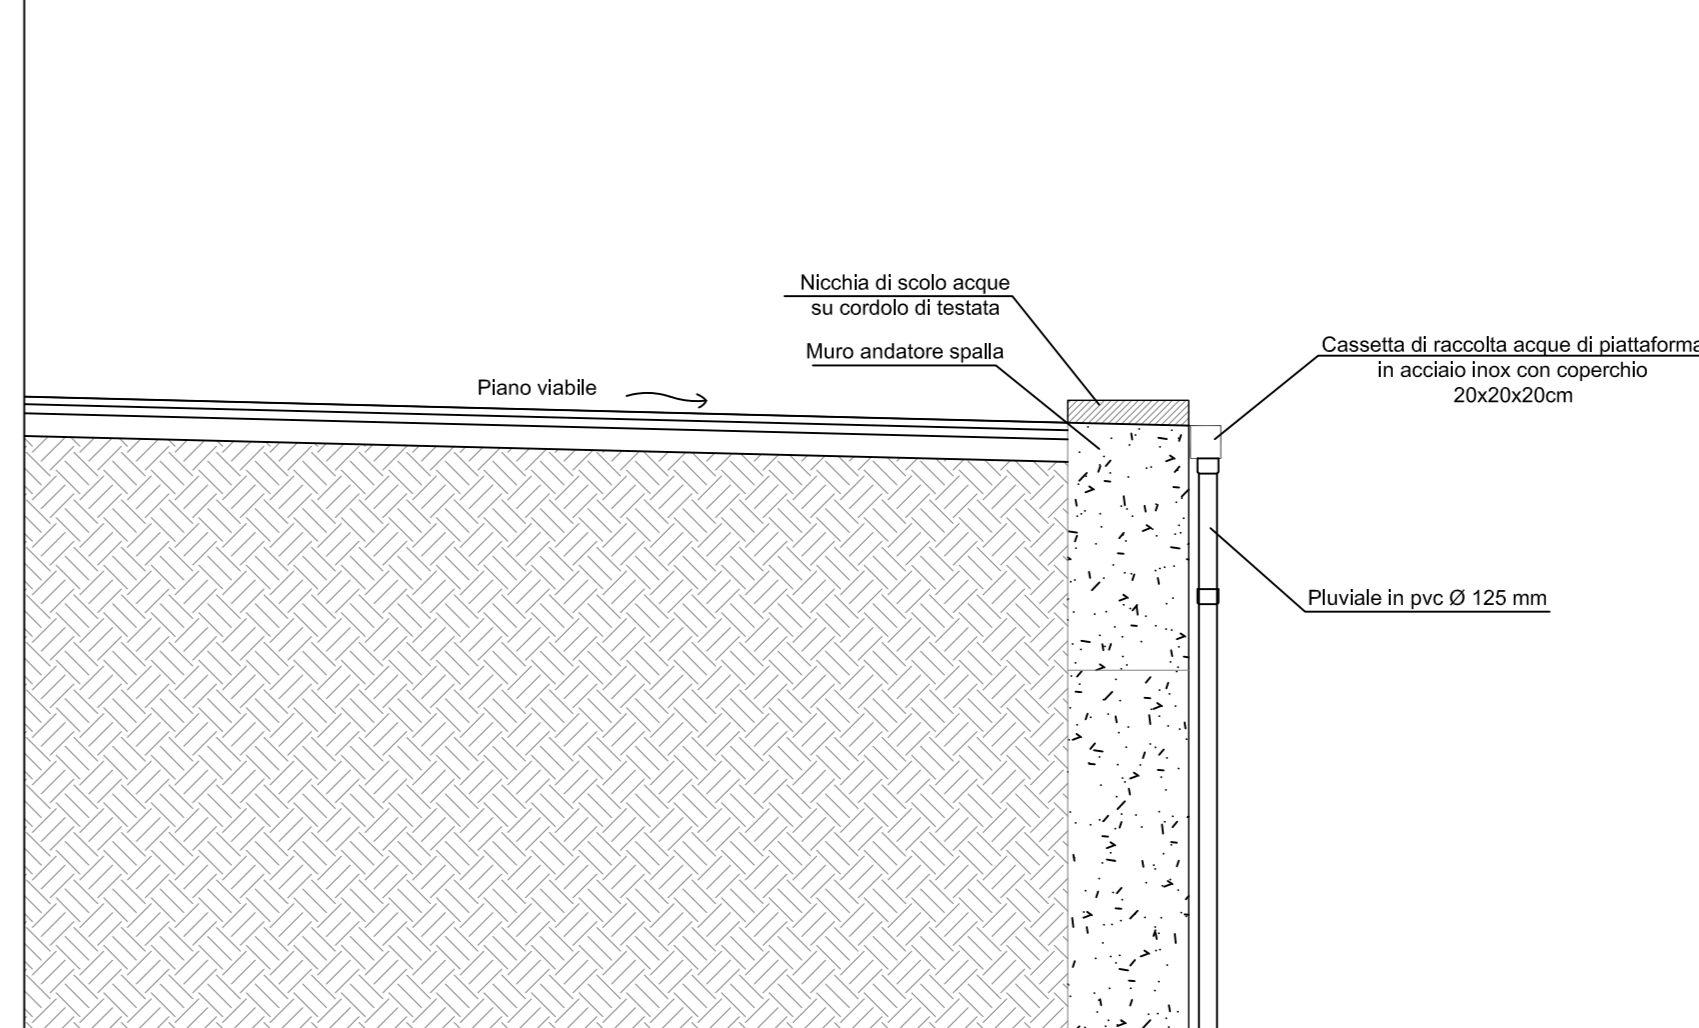 Nicchia di scolo acque
su cordolo di testata
Muro andatore spalla
Piano viabile
Cassetta di raccolta acque di piattaforma
in acciaio inox con coperchio
20x20x20cm
Pluviale in pvc Ø 125 mm